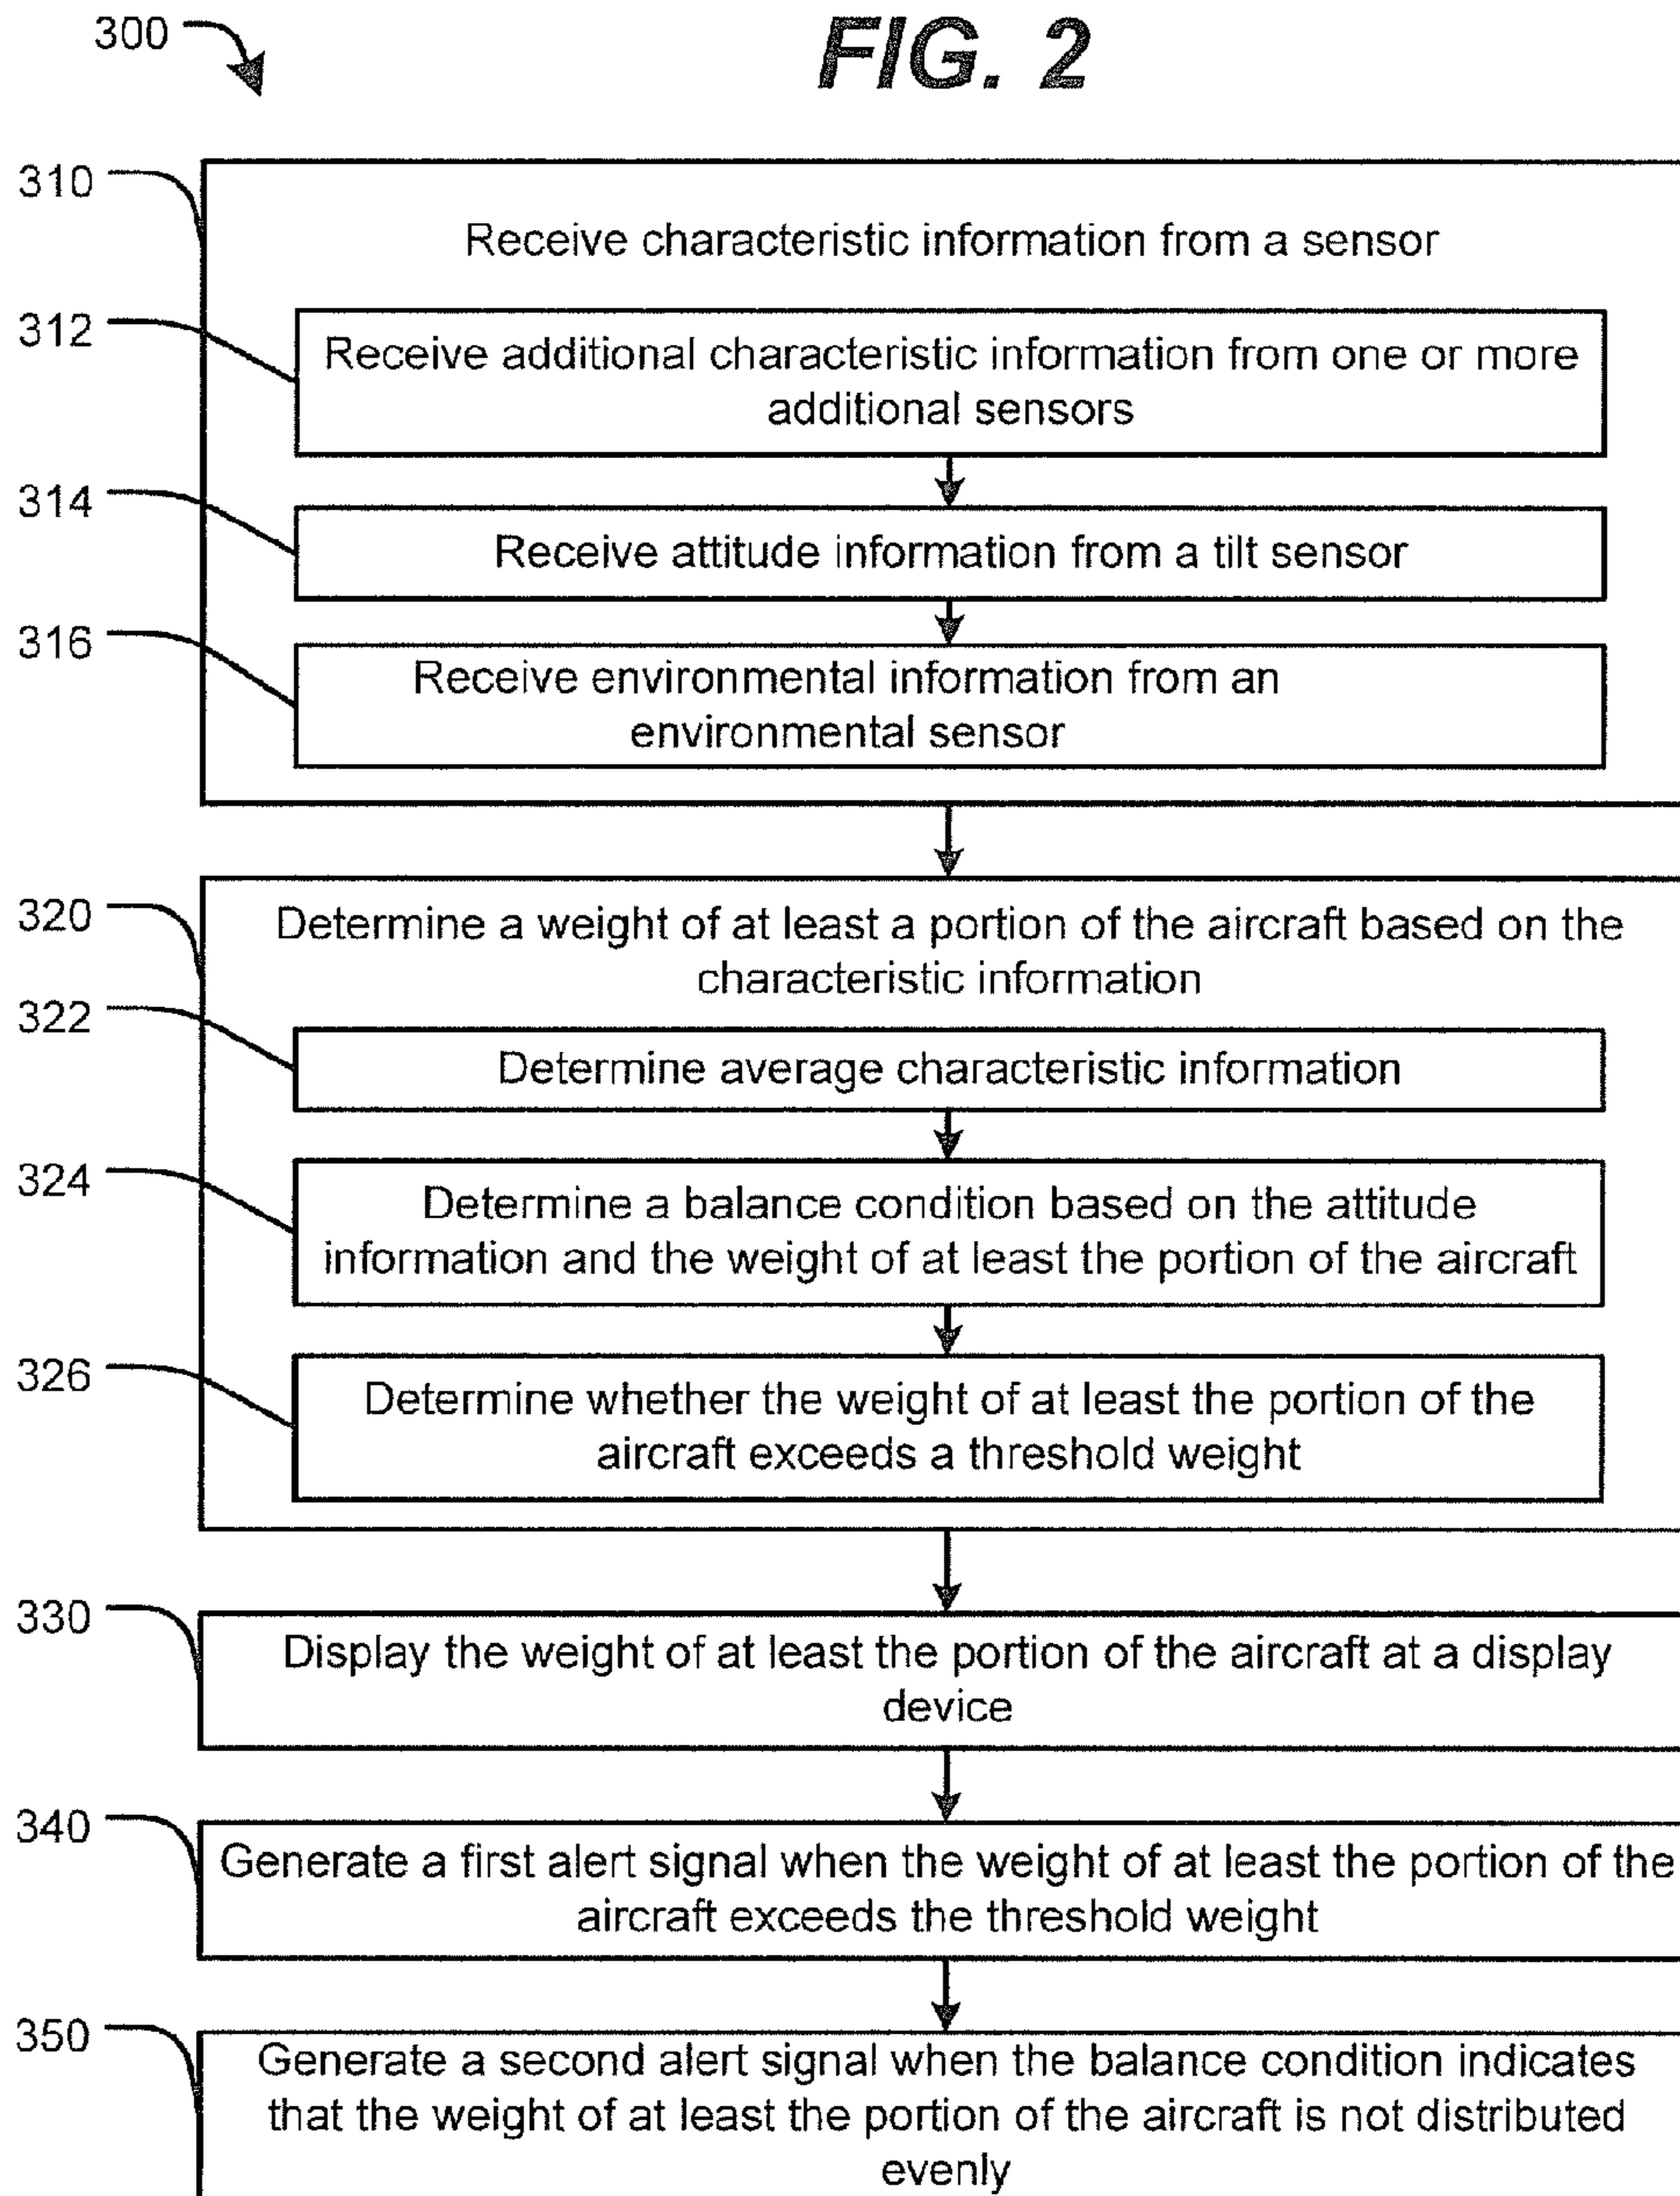 300
FIG. 2
310
Receive characteristic information from a sensor
312
Receive additional characteristic information from one or more
additional sensors
314
Receive attitude information from a tilt sensor
316
Receive environmental information from an
environmental sensor
320
Determine a weight of at least a portion of the aircraft based on the
characteristic information
322
Determine average characteristic information
324
Determine a balance condition based on the attitude
information and the weight of at least the portion of the aircraft
326
Determine whether the weight of at least the portion of the
aircraft exceeds a threshold weight
330
Display the weight of at least the portion of the aircraft at a display
device
340
Generate a first alert signal when the weight of at least the portion of the
aircraft exceeds the threshold weight
350
Generate a second alert signal when the balance condition indicates
that the weight of at least the portion of the aircraft is not distributed
evenly